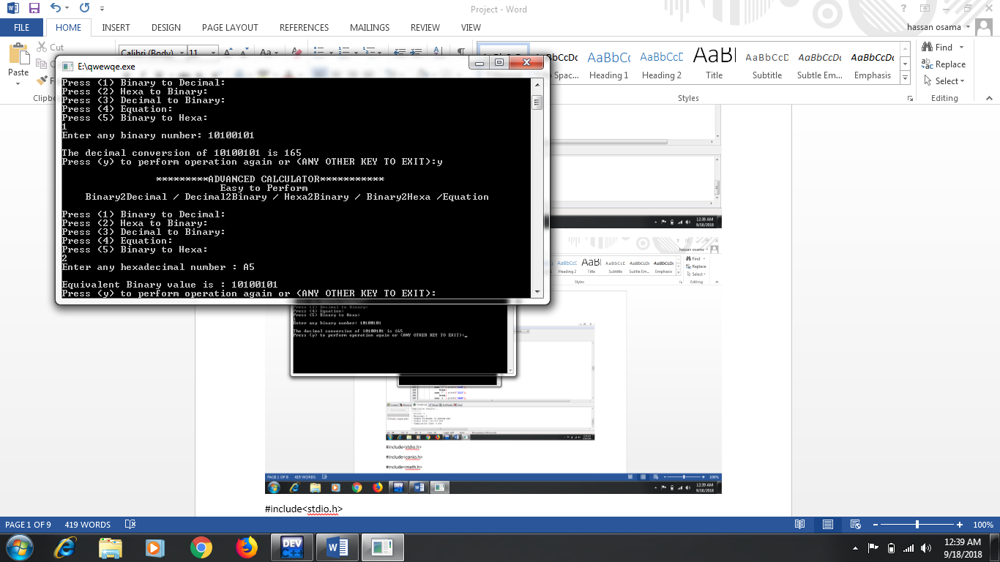 Project - Word
FILE HOME INSERT DESIGN PAGE LAYOUT REFERENCES MAILINGS REVIEW VIEW hassan osama
Cut
Paste
Calibri (Body) 11
Find
Replace
Select
Heading 1 Heading 2 Title Subtitle Subtle Em... Emphasis
Styles
Editing
E:\qwewqe.exe
Press (1) Binary to Decimal:
Press (2) Hexa to Binary:
Press (3) Decimal to Binary:
Press (4) Equation:
Press (5) Binary to Hexa:
1
Enter any binary number: 10100101
The decimal conversion of 10100101 is 165
Press (y) to perform operation again or (ANY OTHER KEY TO EXIT):y
*********ADVANCED CALCULATOR***********
Easy to Perform
Binary2Decimal / Decimal2Binary / Hexa2Binary / Binary2Hexa /Equation
Press (1) Binary to Decimal:
Press (2) Hexa to Binary:
Press (3) Decimal to Binary:
Press (4) Equation:
Press (5) Binary to Hexa:
2
Enter any hexadecimal number : A5
Equivalent Binary value is : 10100101
Press (y) to perform operation again or (ANY OTHER KEY TO EXIT):
12:38 AM
9/18/2018
hassan osama
Find
Replace
Select
Heading 2 Title Subtitle Subtle Em... Emphasis
Styles
Editing
Press (3) Decimal to Binary:
Press (4) Equation:
Press (5) Binary to Hexa:
1
Enter any binary number: 10100101
The decimal conversion of 10100101 is 165
Press (y) to perform operation again or (ANY OTHER KEY TO EXIT):
#include<stdio.h>
#include<conio.h>
#include<math.h>
PAGE 1 OF 8 419 WORDS 100%
12:39 AM
9/18/2018
#include<stdio.h>
PAGE 1 OF 9 419 WORDS 100%
DEV C++
12:39 AM
9/18/2018